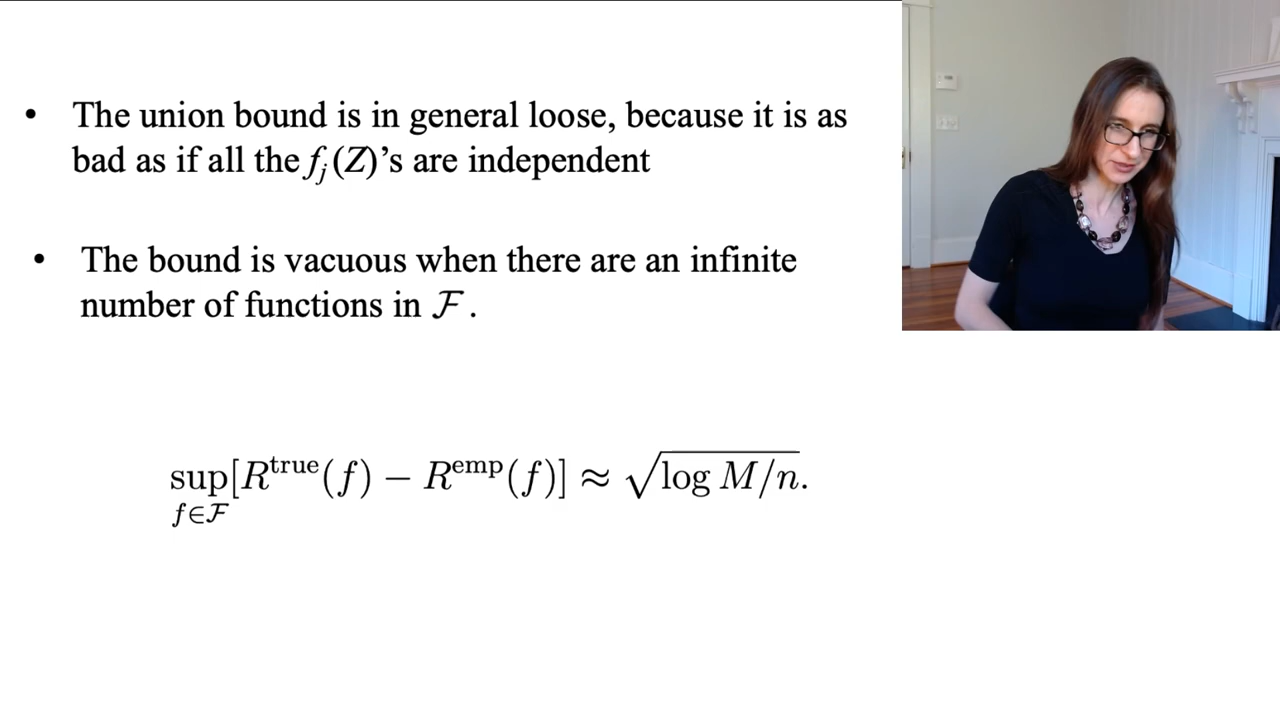 • The union bound is in general loose, because it is as
bad as if all the fⱼ(Z)’s are independent
• The bound is vacuous when there are an infinite
number of functions in ℱ.
sup[Rᵗʳᵘᵉ(f) − Rᵉᵐᵖ(f)] ≈ √log M/n.
f∈ℱ